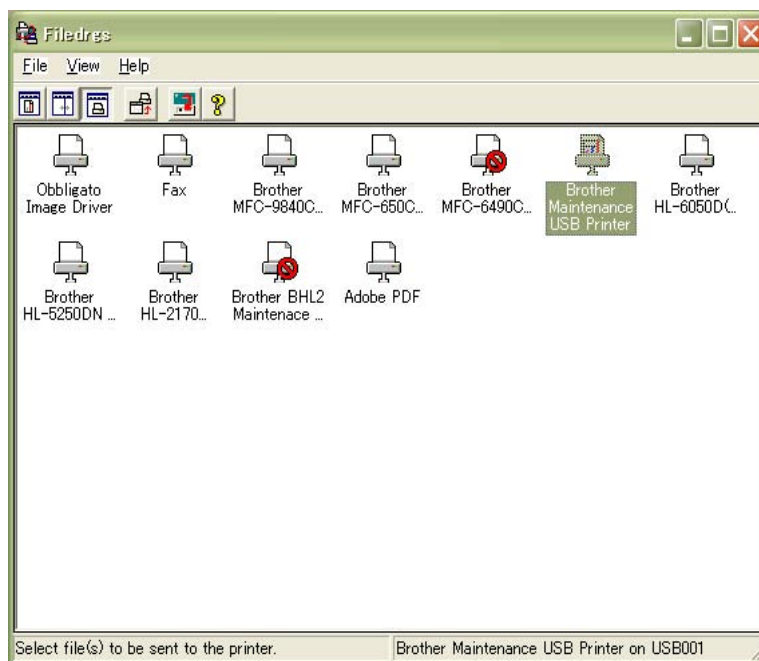 Filedrgs
File View Help
Obbligato
Image Driver
Fax
Brother
MFC-9840C...
Brother
MFC-650C...
Brother
MFC-6490C...
Brother
Maintenance
USB Printer
Brother
HL-6050D(...
Brother
HL-5250DN ...
Brother
HL-2170...
Brother BHL2
Maintenace ...
Adobe PDF
Select file(s) to be sent to the printer.
Brother Maintenance USB Printer on USB001